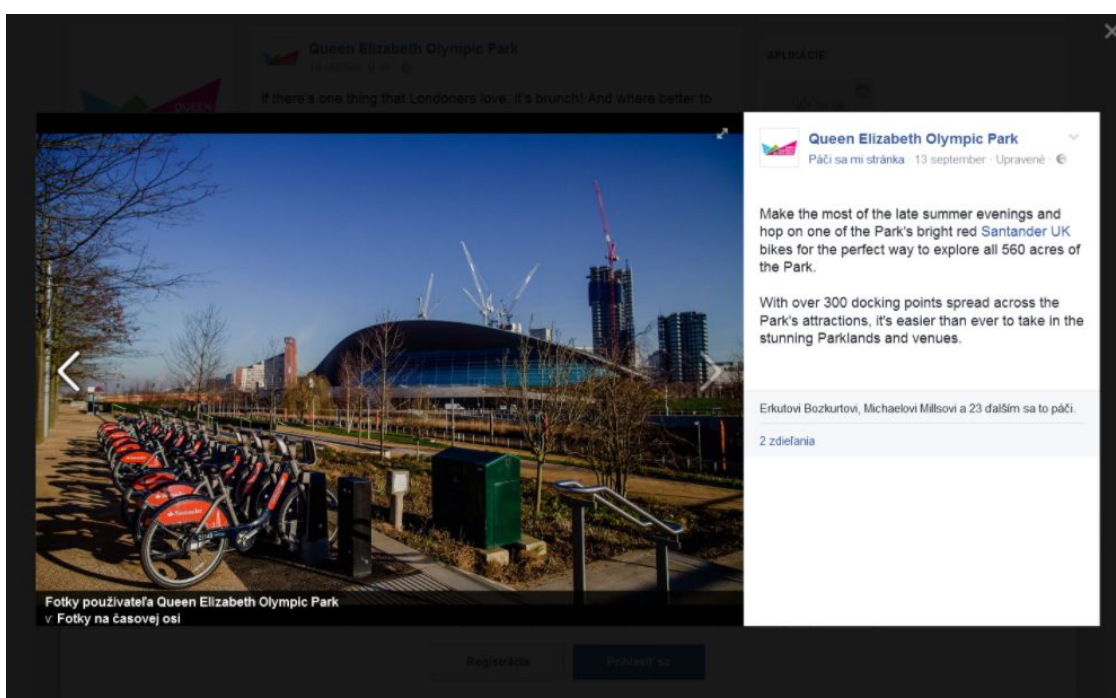 Queen Elizabeth Olympic Park
If there's one thing that Londoners love, it's brunch! And where better to
APLIKÁCIE
QUEEN
Queen Elizabeth Olympic Park
Páči sa mi stránka · 13 september · Upravené ·
Make the most of the late summer evenings and
hop on one of the Park's bright red Santander UK
bikes for the perfect way to explore all 560 acres of
the Park.
With over 300 docking points spread across the
Park's attractions, it's easier than ever to take in the
stunning Parklands and venues.
Erkutovi Bozkurtovi, Michaelovi Millsovi a 23 ďalším sa to páči.
2 zdieľania
Santander
Fotky používateľa Queen Elizabeth Olympic Park
v: Fotky na časovej osi
Registrácia
Prihlásiť sa